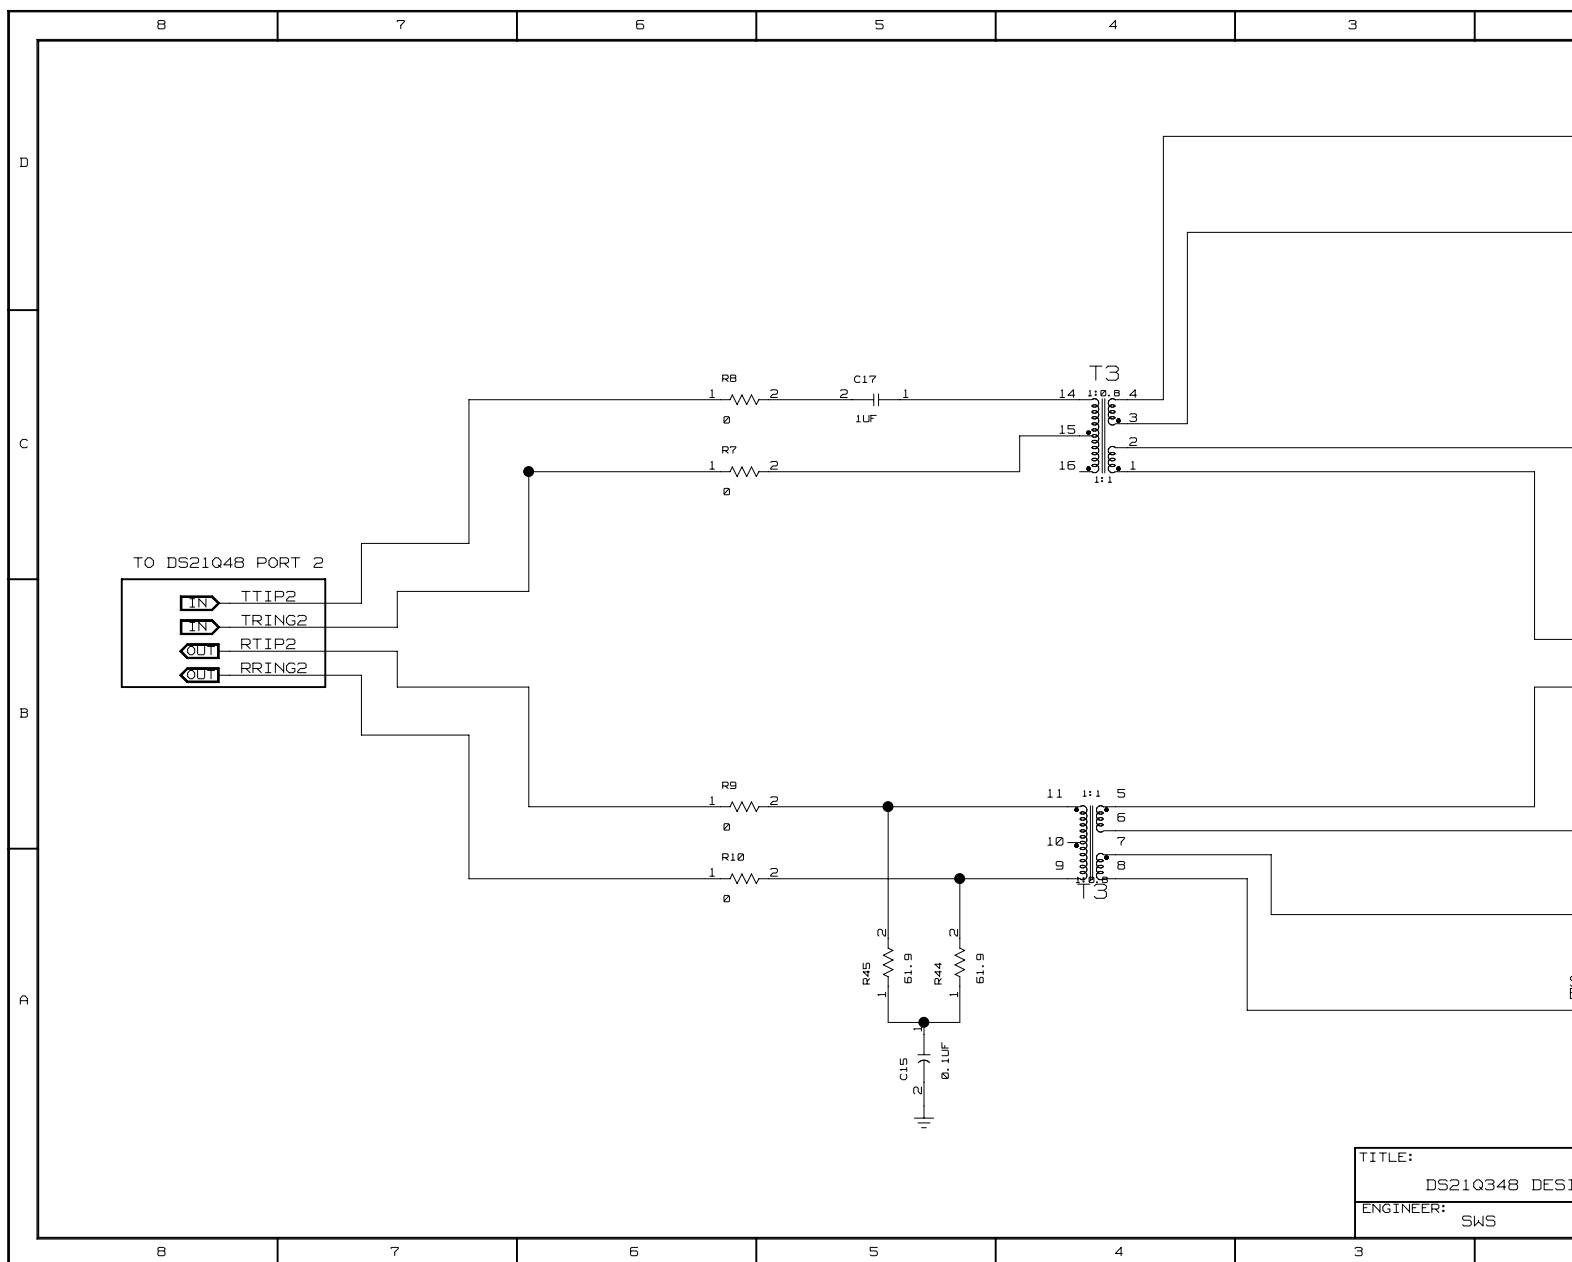 8 7 6 5 4 3
D
T3
R8 C17
1 2 2 1 14 1:0.8 4
0 1UF
3
C
15
R7
2
1 2 16 1
0 1:1
TO DS21Q48 PORT 2
IN TTIP2
IN TRING2
OUT RTIP2
OUT RRING2
B
R9
11 1:1 5
1 2
6
0
10 7
R10
9 8
1 2
0
1:0.8
T3
2 2
R45 61.9 R44 61.9
1 1
A
1
C15 0.1UF
2
TITLE:
DS21Q348
ENGINEER:
SWS
8 7 6 5 4 3